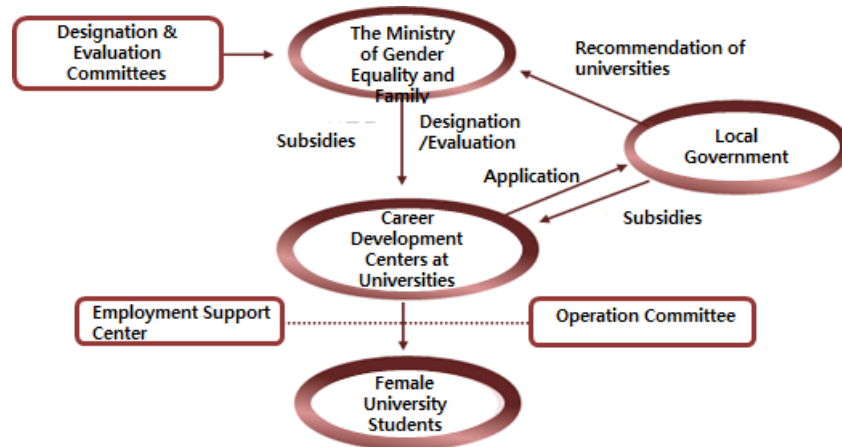 Designation &
Evaluation
Committees
The Ministry
of Gender
Equality and
Family
Recommendation of
universities
Subsidies
Designation
/Evaluation
Local
Government
Application
Subsidies
Career
Development
Centers at
Universities
Employment Support
Center
Operation Committee
Female
University
Students